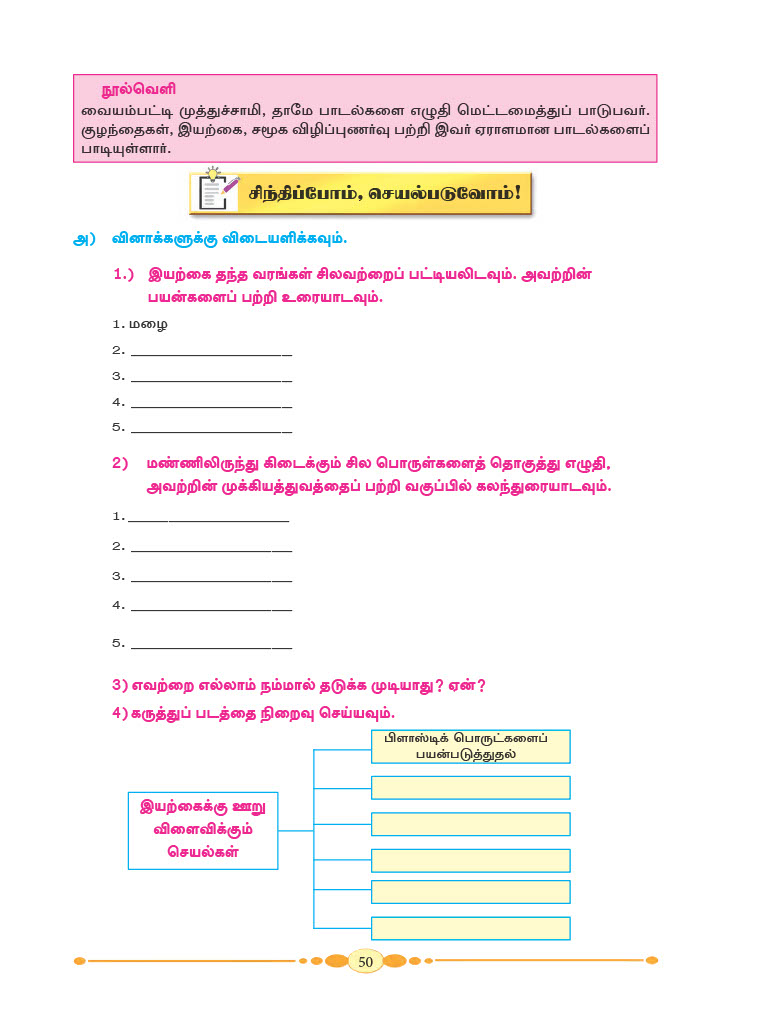 நூல்வெளி
வையம்பட்டி முத்துச்சாமி, தாமே பாடல்களை எழுதி மெட்டமைத்துப் பாடுபவர்.
குழந்தைகள், இயற்கை, சமூக விழிப்புணர்வு பற்றி இவர் ஏராளமான பாடல்களைப்
பாடியுள்ளார்.
சிந்திப்போம், செயல்படுவோம்!
அ) வினாக்களுக்கு விடையளிக்கவும்.
1.) இயற்கை தந்த வரங்கள் சிலவற்றைப் பட்டியலிடவும். அவற்றின்
பயன்களைப் பற்றி உரையாடவும்.
1. மழை
2. ____________________
3. ____________________
4. ____________________
5. ____________________
2) மண்ணிலிருந்து கிடைக்கும் சில பொருள்களைத் தொகுத்து எழுதி,
அவற்றின் முக்கியத்துவத்தைப் பற்றி வகுப்பில் கலந்துரையாடவும்.
1. ____________________
2. ____________________
3. ____________________
4. ____________________
5. ____________________
3) எவற்றை எல்லாம் நம்மால் தடுக்க முடியாது? ஏன்?
4) கருத்துப் படத்தை நிறைவு செய்யவும்.
பிளாஸ்டிக் பொருட்களைப்
பயன்படுத்துதல்
இயற்கைக்கு ஊறு
விளைவிக்கும்
செயல்கள்
50